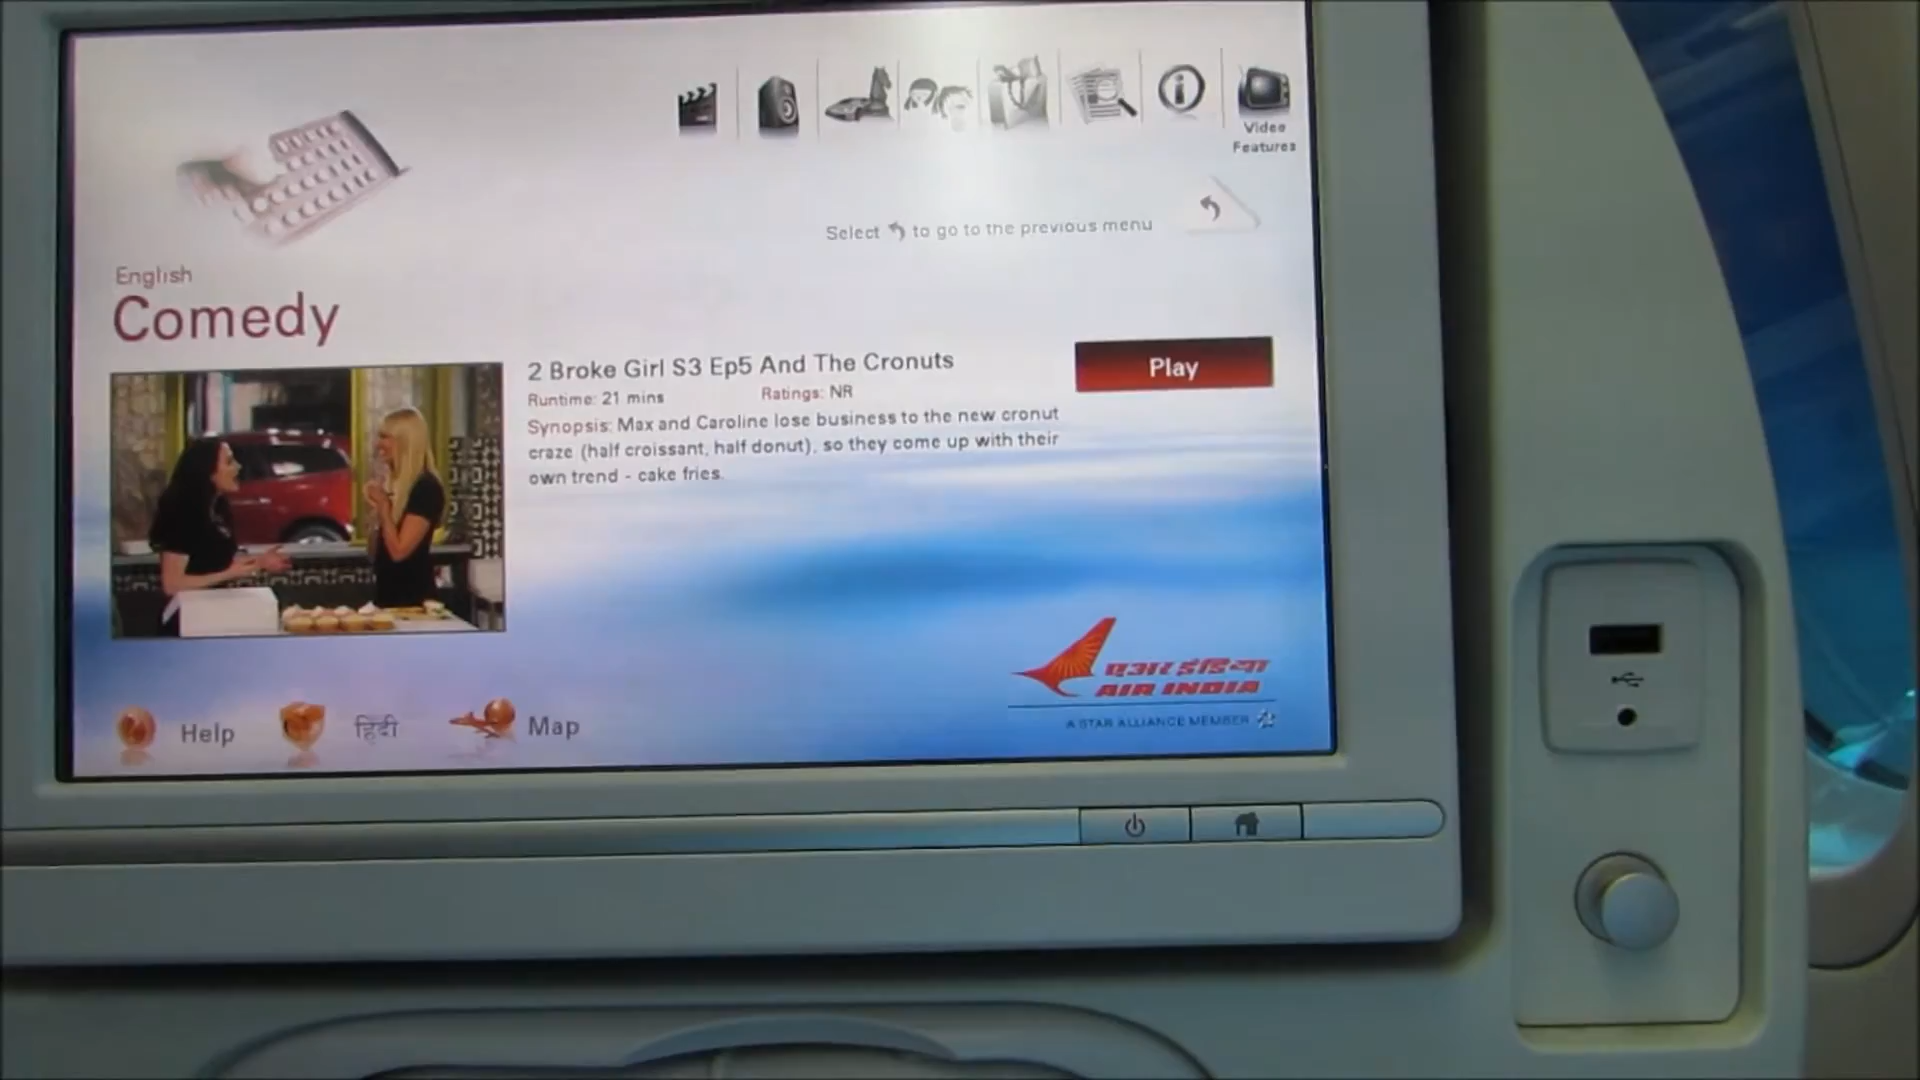 Video
Features
Select to go to the previous menu
English
Comedy
2 Broke Girl S3 Ep5 And The Cronuts
Play
Runtime: 21 mins Ratings: NR
Synopsis: Max and Caroline lose business to the new cronut
craze (half croissant, half donut), so they come up with their
own trend - cake fries.
एअर इंडिया
AIR INDIA
A STAR ALLIANCE MEMBER
Help हिंदी Map